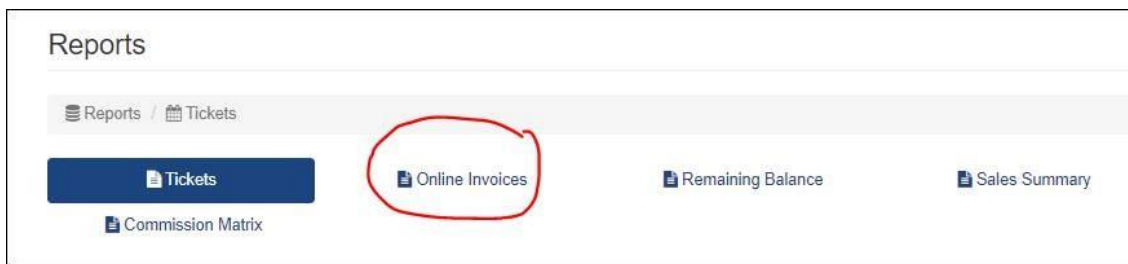 Reports
Reports / Tickets
Tickets Online Invoices Remaining Balance Sales Summary
Commission Matrix